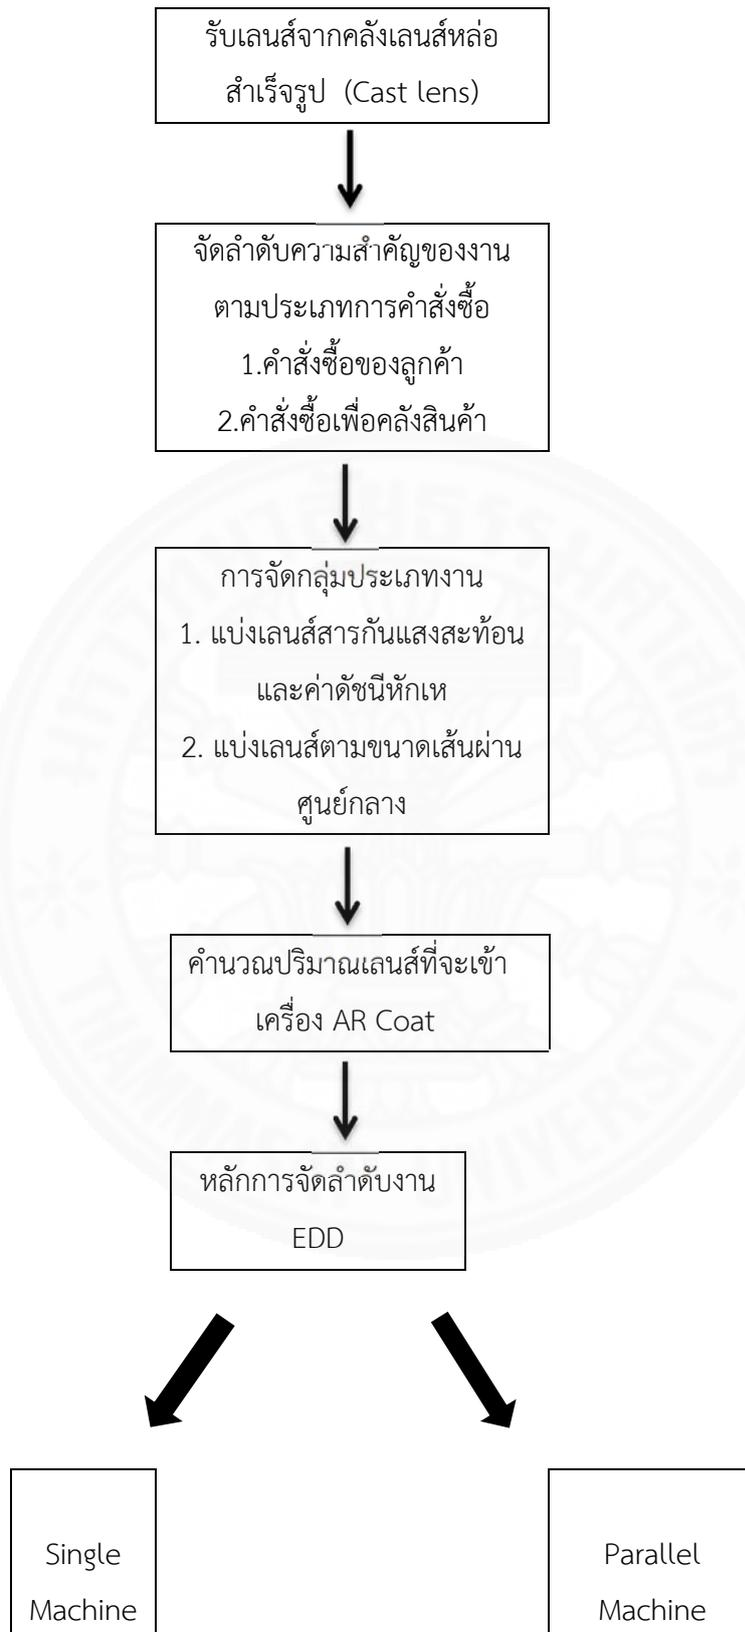 รับเลนส์จากคลังเลนส์หล่อ
สำเร็จรูป (Cast lens)
จัดลำดับความสำคัญของงาน
ตามประเภทการคำสั่งซื้อ
1.คำสั่งซื้อของลูกค้า
2.คำสั่งซื้อเพื่อคลังสินค้า
การจัดกลุ่มประเภทงาน
1. แบ่งเลนส์สารกันแสงสะท้อน
และค่าดัชนีหักเห
2. แบ่งเลนส์ตามขนาดเส้นผ่าน
ศูนย์กลาง
คำนวณปริมาณเลนส์ที่จะเข้า
เครื่อง AR Coat
หลักการจัดลำดับงาน
EDD
Single
Machine
Parallel
Machine